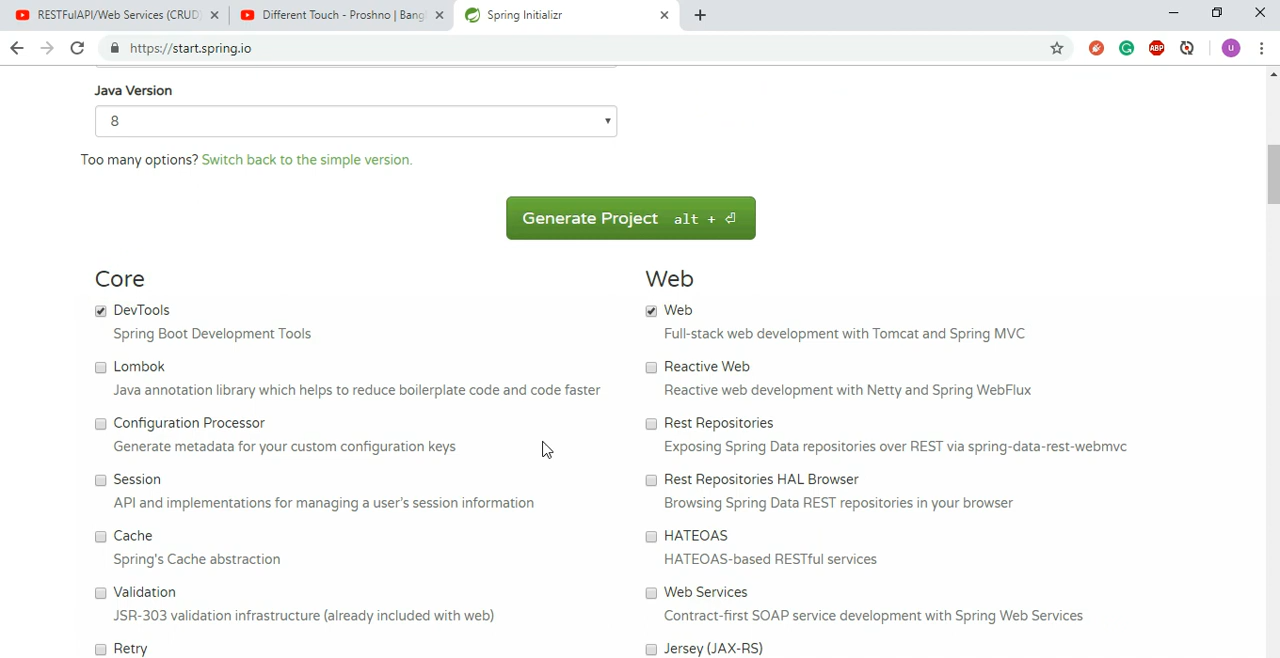 RESTFulAPI/Web Services (CRUD)
Different Touch - Proshno | Bang
Spring Initializr
https://start.spring.io
ABP
U
Java Version
8
Too many options? Switch back to the simple version.
Generate Project alt + ⏎
Core
DevTools
Spring Boot Development Tools
Lombok
Java annotation library which helps to reduce boilerplate code and code faster
Configuration Processor
Generate metadata for your custom configuration keys
Session
API and implementations for managing a user's session information
Cache
Spring's Cache abstraction
Validation
JSR-303 validation infrastructure (already included with web)
Retry
Web
Web
Full-stack web development with Tomcat and Spring MVC
Reactive Web
Reactive web development with Netty and Spring WebFlux
Rest Repositories
Exposing Spring Data repositories over REST via spring-data-rest-webmvc
Rest Repositories HAL Browser
Browsing Spring Data REST repositories in your browser
HATEOAS
HATEOAS-based RESTful services
Web Services
Contract-first SOAP service development with Spring Web Services
Jersey (JAX-RS)